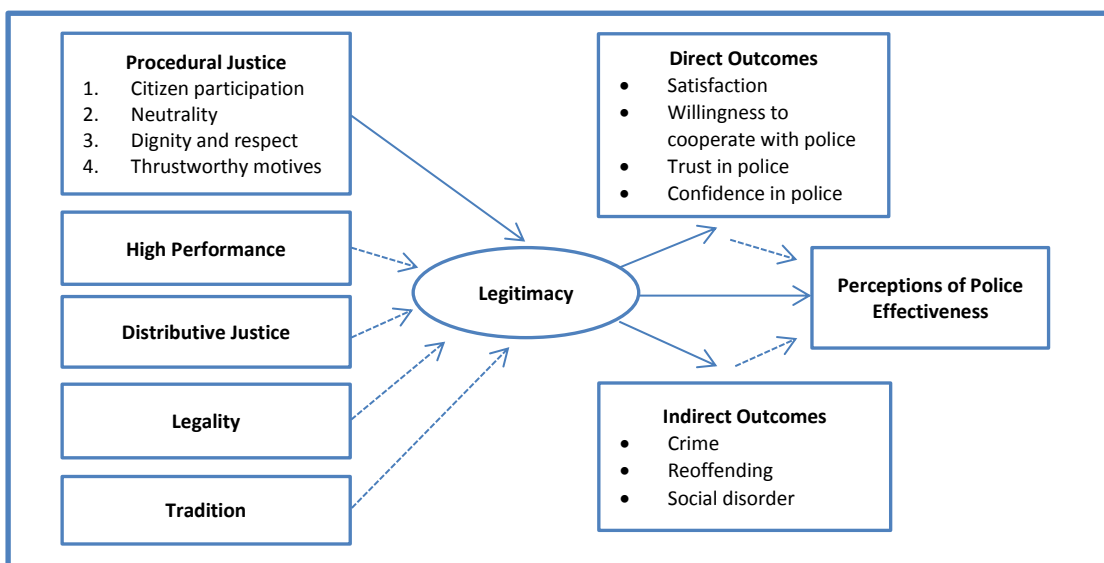 Procedural Justice
1. Citizen participation
2. Neutrality
3. Dignity and respect
4. Thrustworthy motives
High Performance
Distributive Justice
Legality
Tradition
Legitimacy
Direct Outcomes
• Satisfaction
• Willingness to
cooperate with police
• Trust in police
• Confidence in police
Perceptions of Police
Effectiveness
Indirect Outcomes
• Crime
• Reoffending
• Social disorder